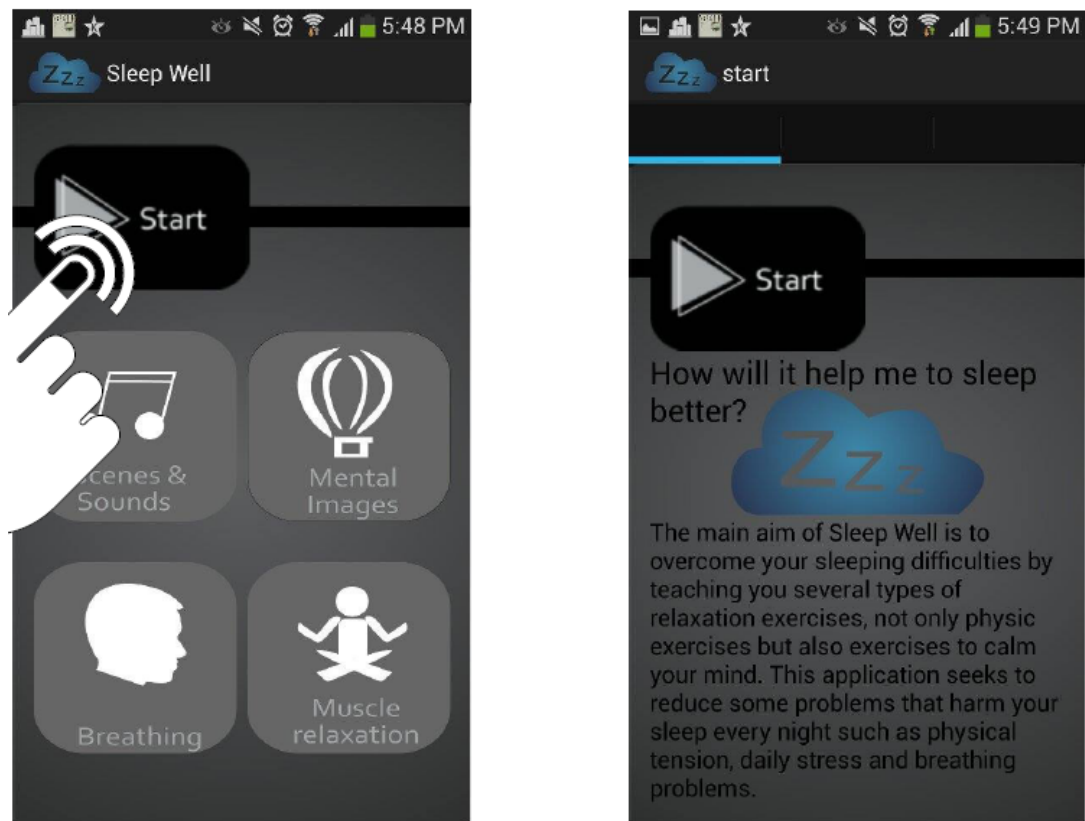 5:48 PM
Zzz Sleep Well
Start
Scenes &
Sounds
Mental
Images
Breathing
Muscle
relaxation
5:49 PM
Zzz start
Start
How will it help me to sleep
better?
Zzz
The main aim of Sleep Well is to
overcome your sleeping difficulties by
teaching you several types of
relaxation exercises, not only physic
exercises but also exercises to calm
your mind. This application seeks to
reduce some problems that harm your
sleep every night such as physical
tension, daily stress and breathing
problems.